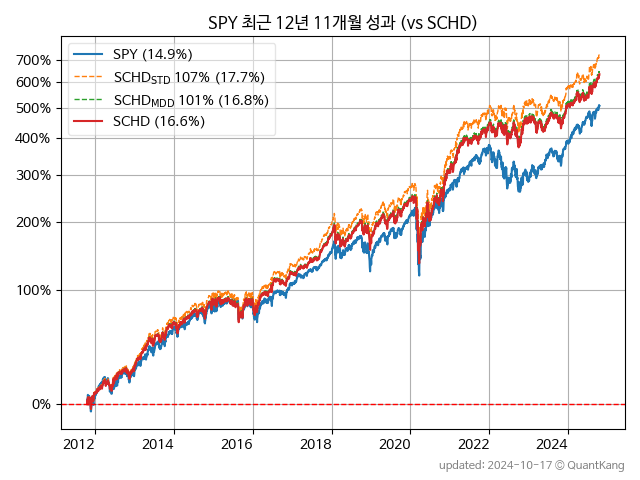 SPY 최근 12년 11개월 성과 (vs SCHD)
SPY (14.9%)
SCHD_STD 107% (17.7%)
SCHD_MDD 101% (16.8%)
SCHD (16.6%)
700%
600%
500%
400%
300%
200%
100%
0%
2012 2014 2016 2018 2020 2022 2024
updated: 2024-10-17 © QuantKang